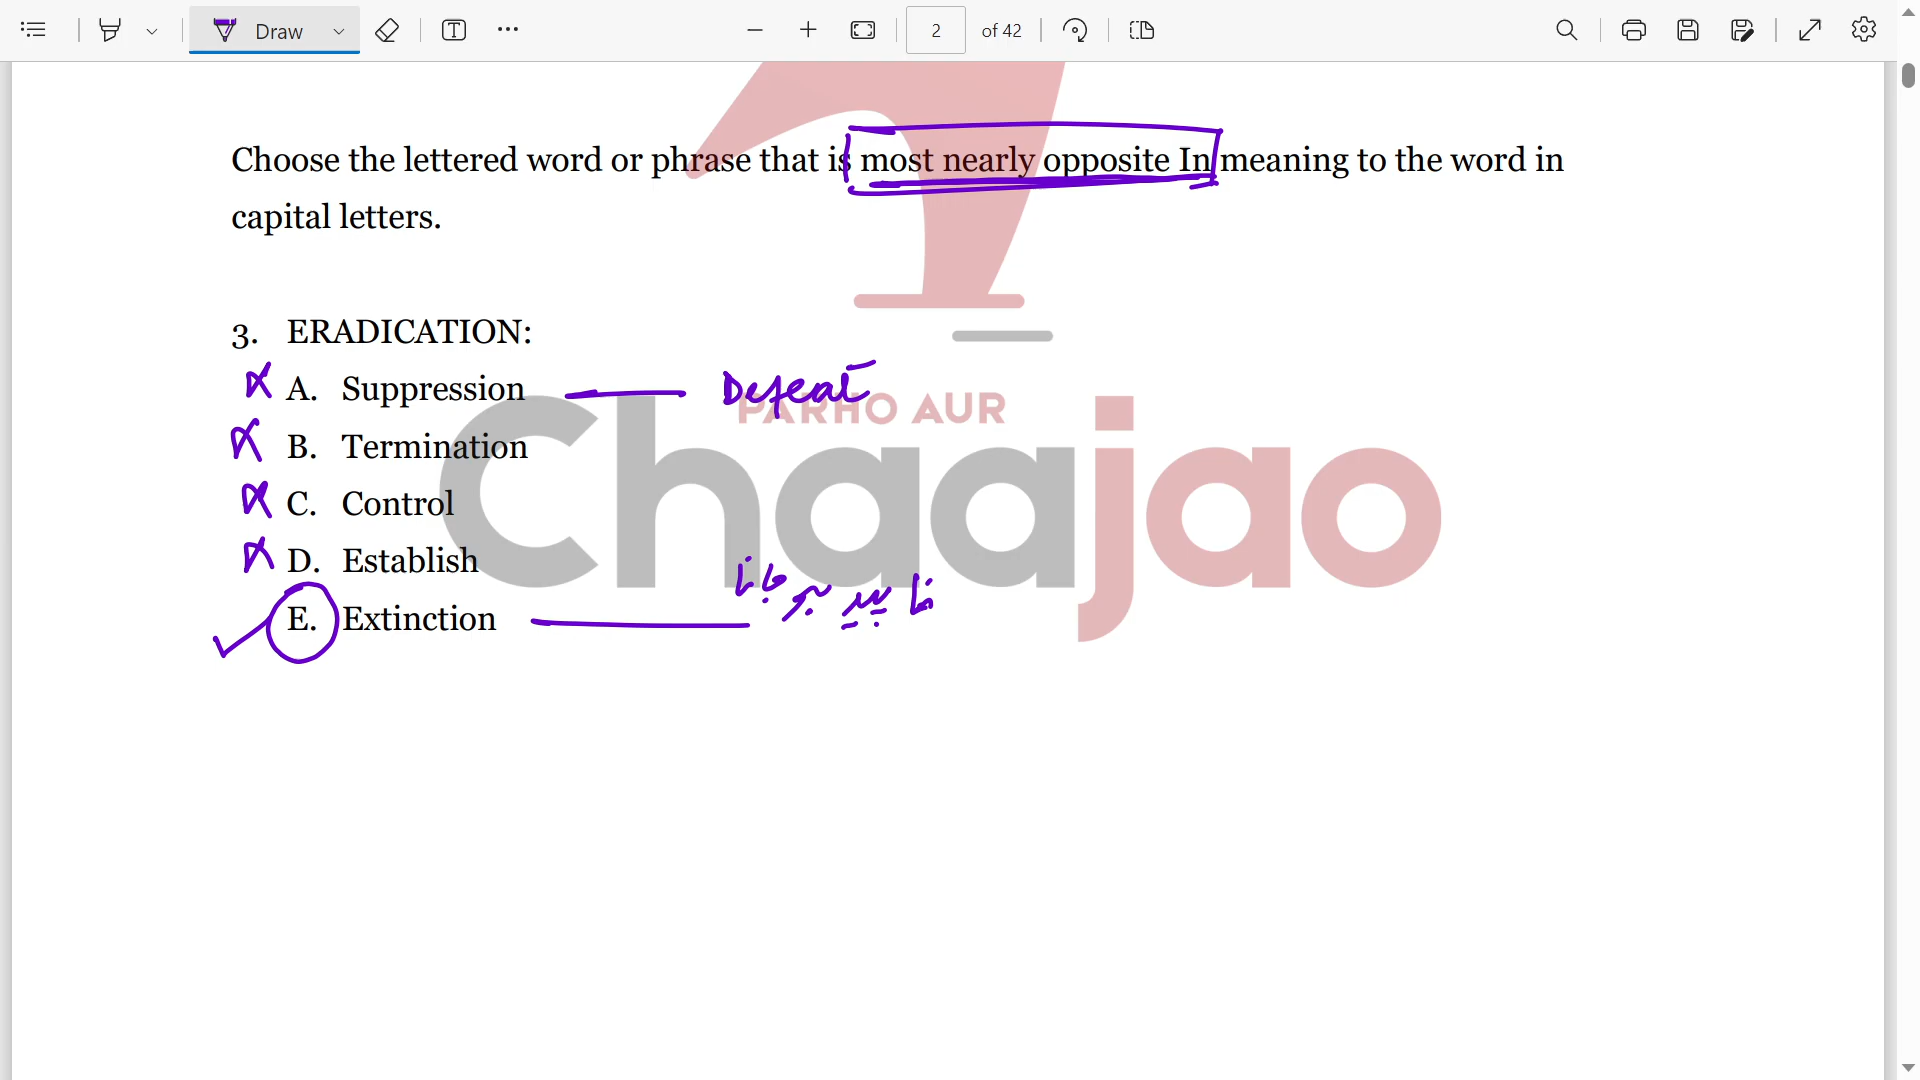 Draw
2 of 42
Choose the lettered word or phrase that is most nearly opposite In meaning to the word in
capital letters.
3. ERADICATION:
A. Suppression Defeat
PARHO AUR
Chaajao
B. Termination
C. Control
D. Establish
E. Extinction